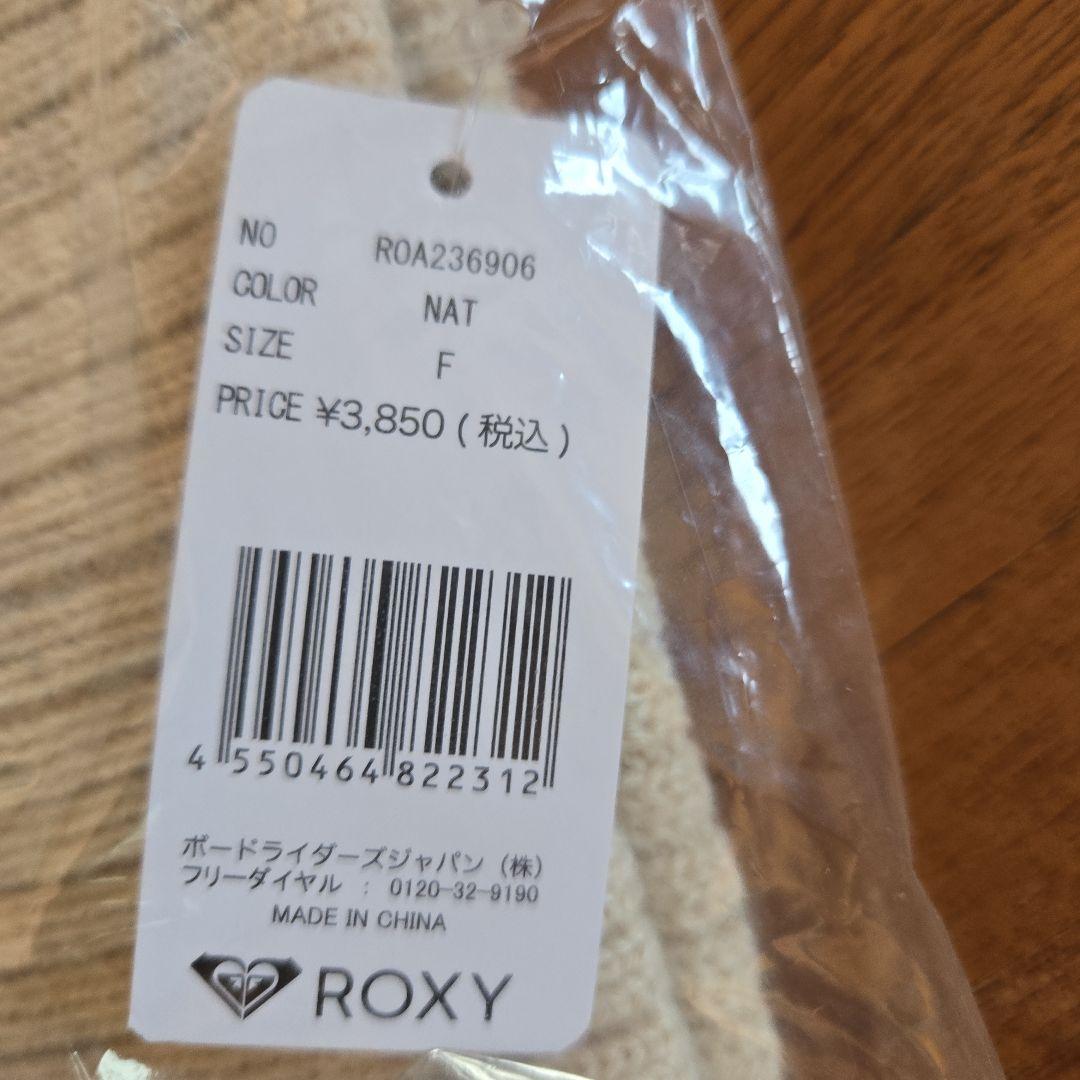 NO ROA236906
COLOR NAT
SIZE F
PRICE ¥3,850(税込)
4 550464 822312
ボードライダーズジャパン(株)
フリーダイヤル : 0120-32-9190
MADE IN CHINA
ROXY